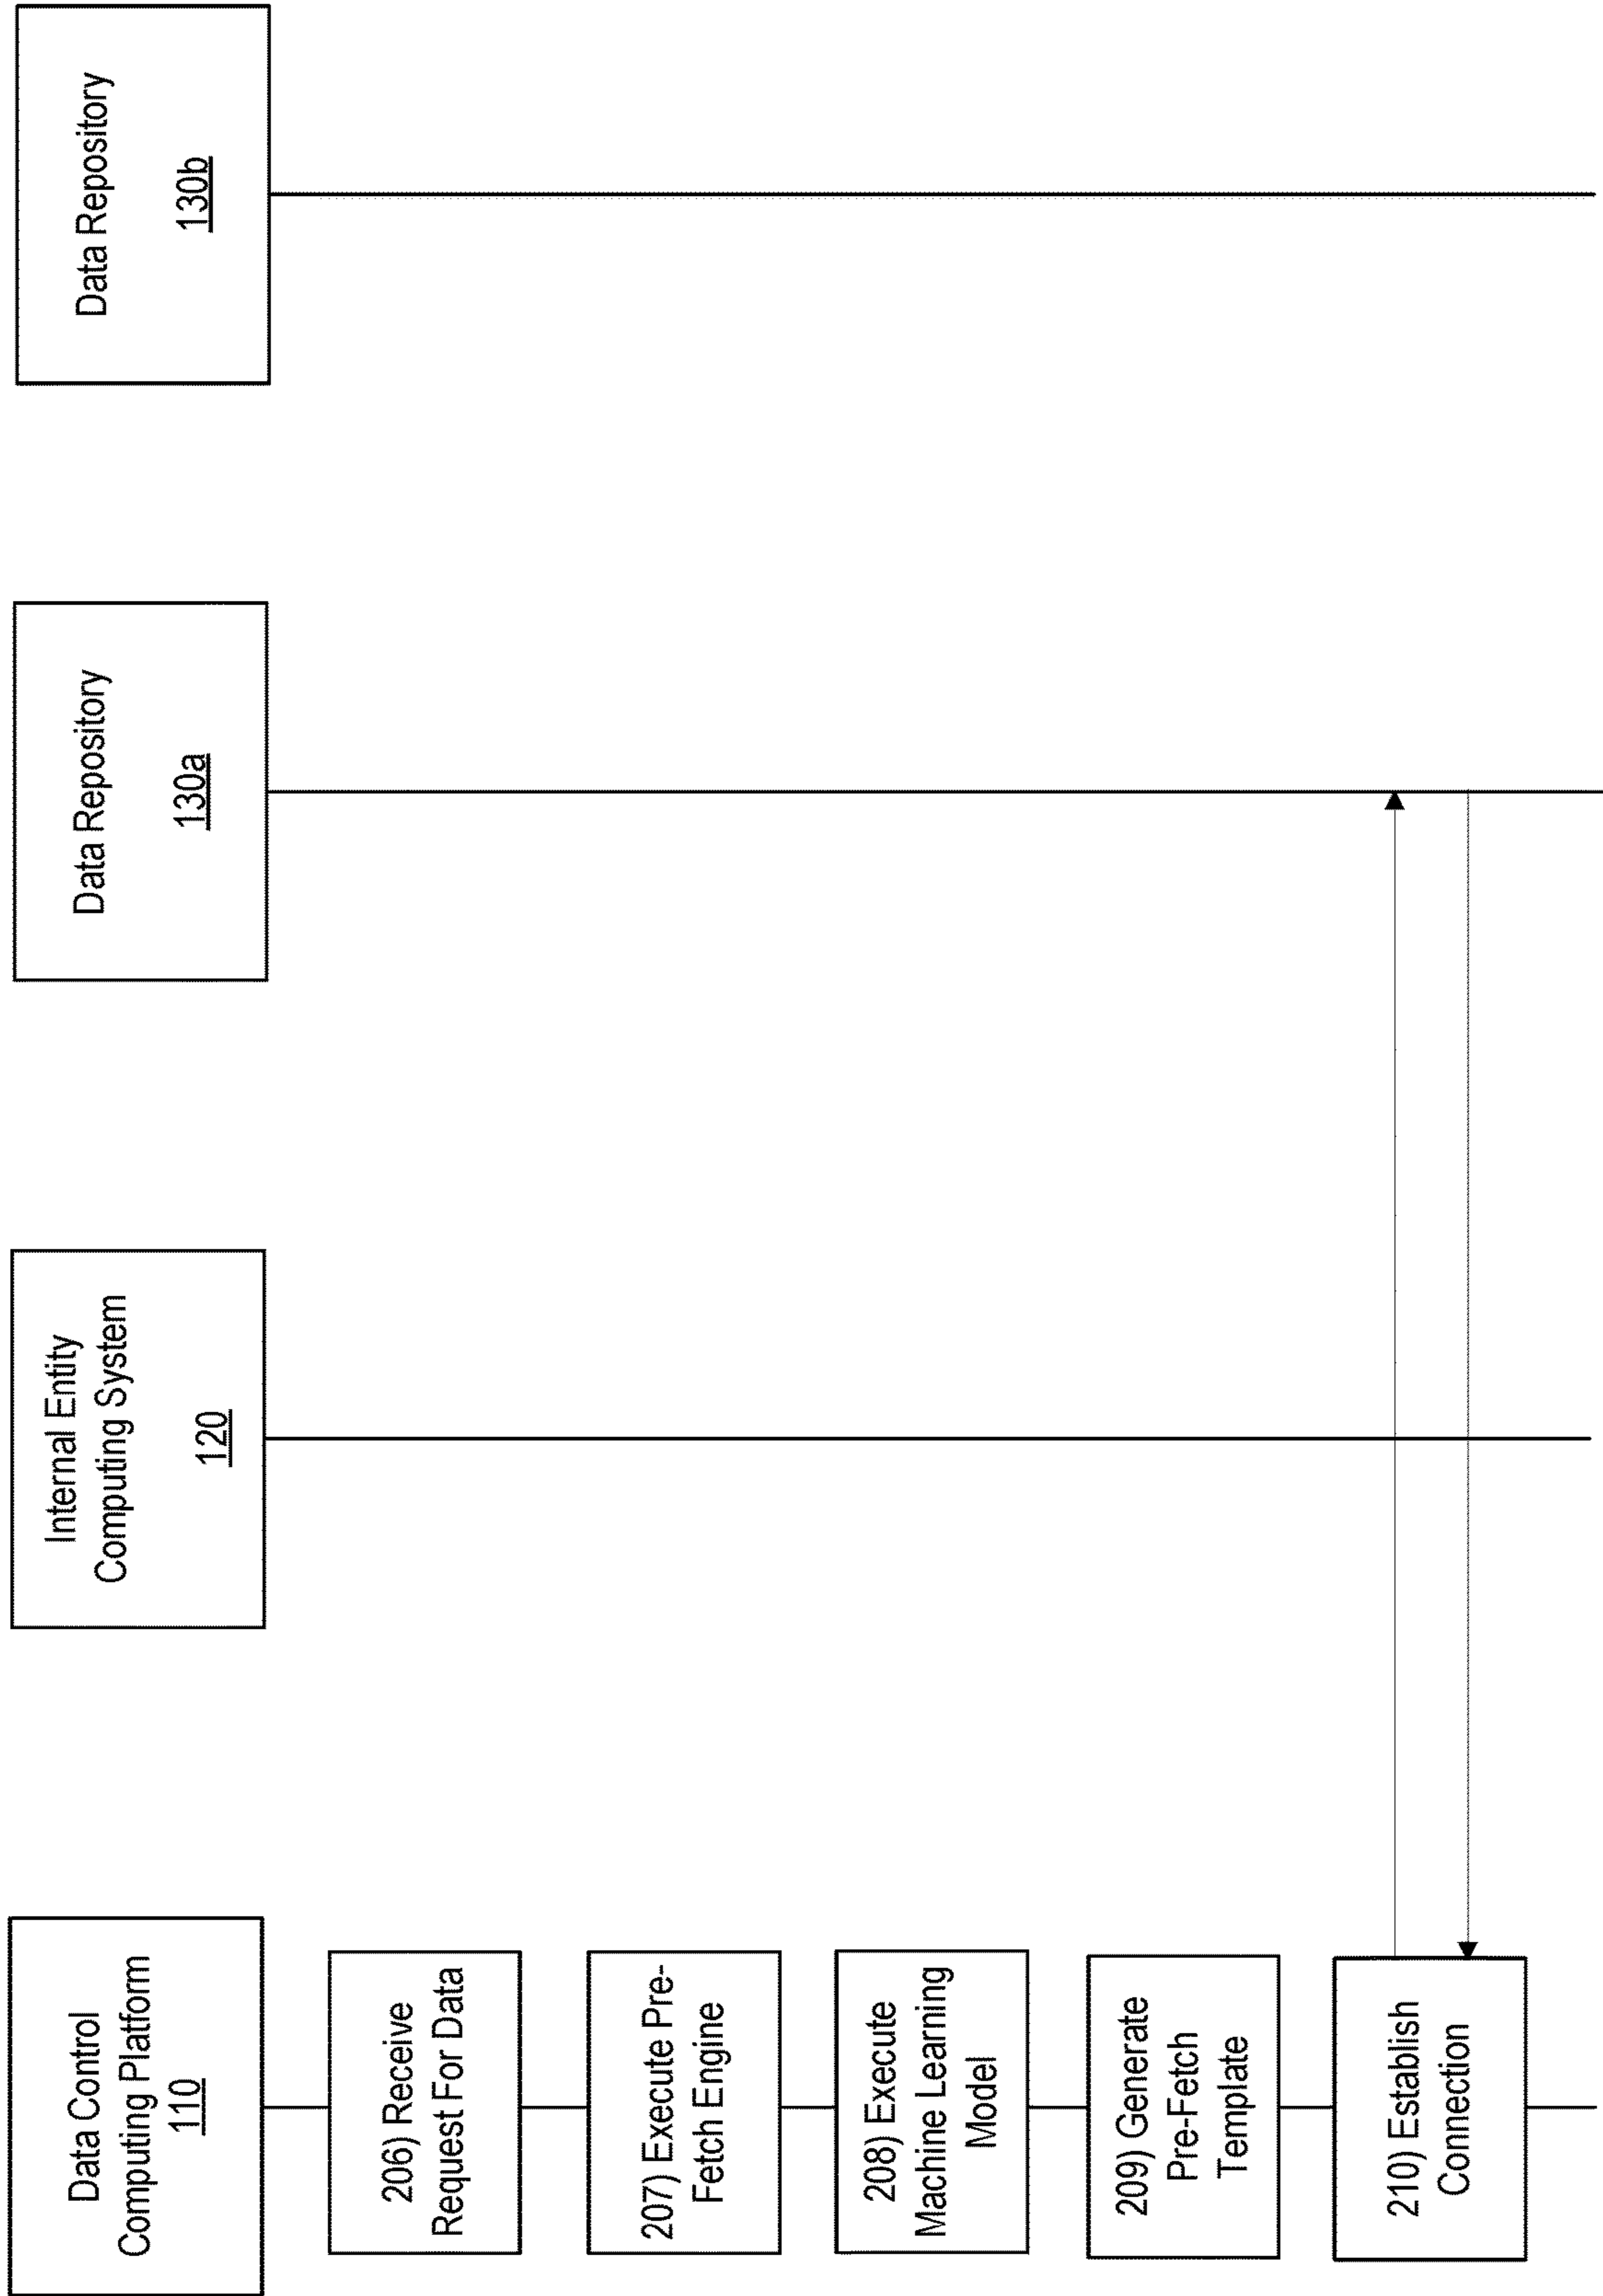 Data Control
Computing Platform
110
Internal Entity
Computing System
120
Data Repository
130a
Data Repository
130b
206) Receive
Request For Data
207) Execute Pre-
Fetch Engine
208) Execute
Machine Learning
Model
209) Generate
Pre-Fetch
Template
210) Establish
Connection